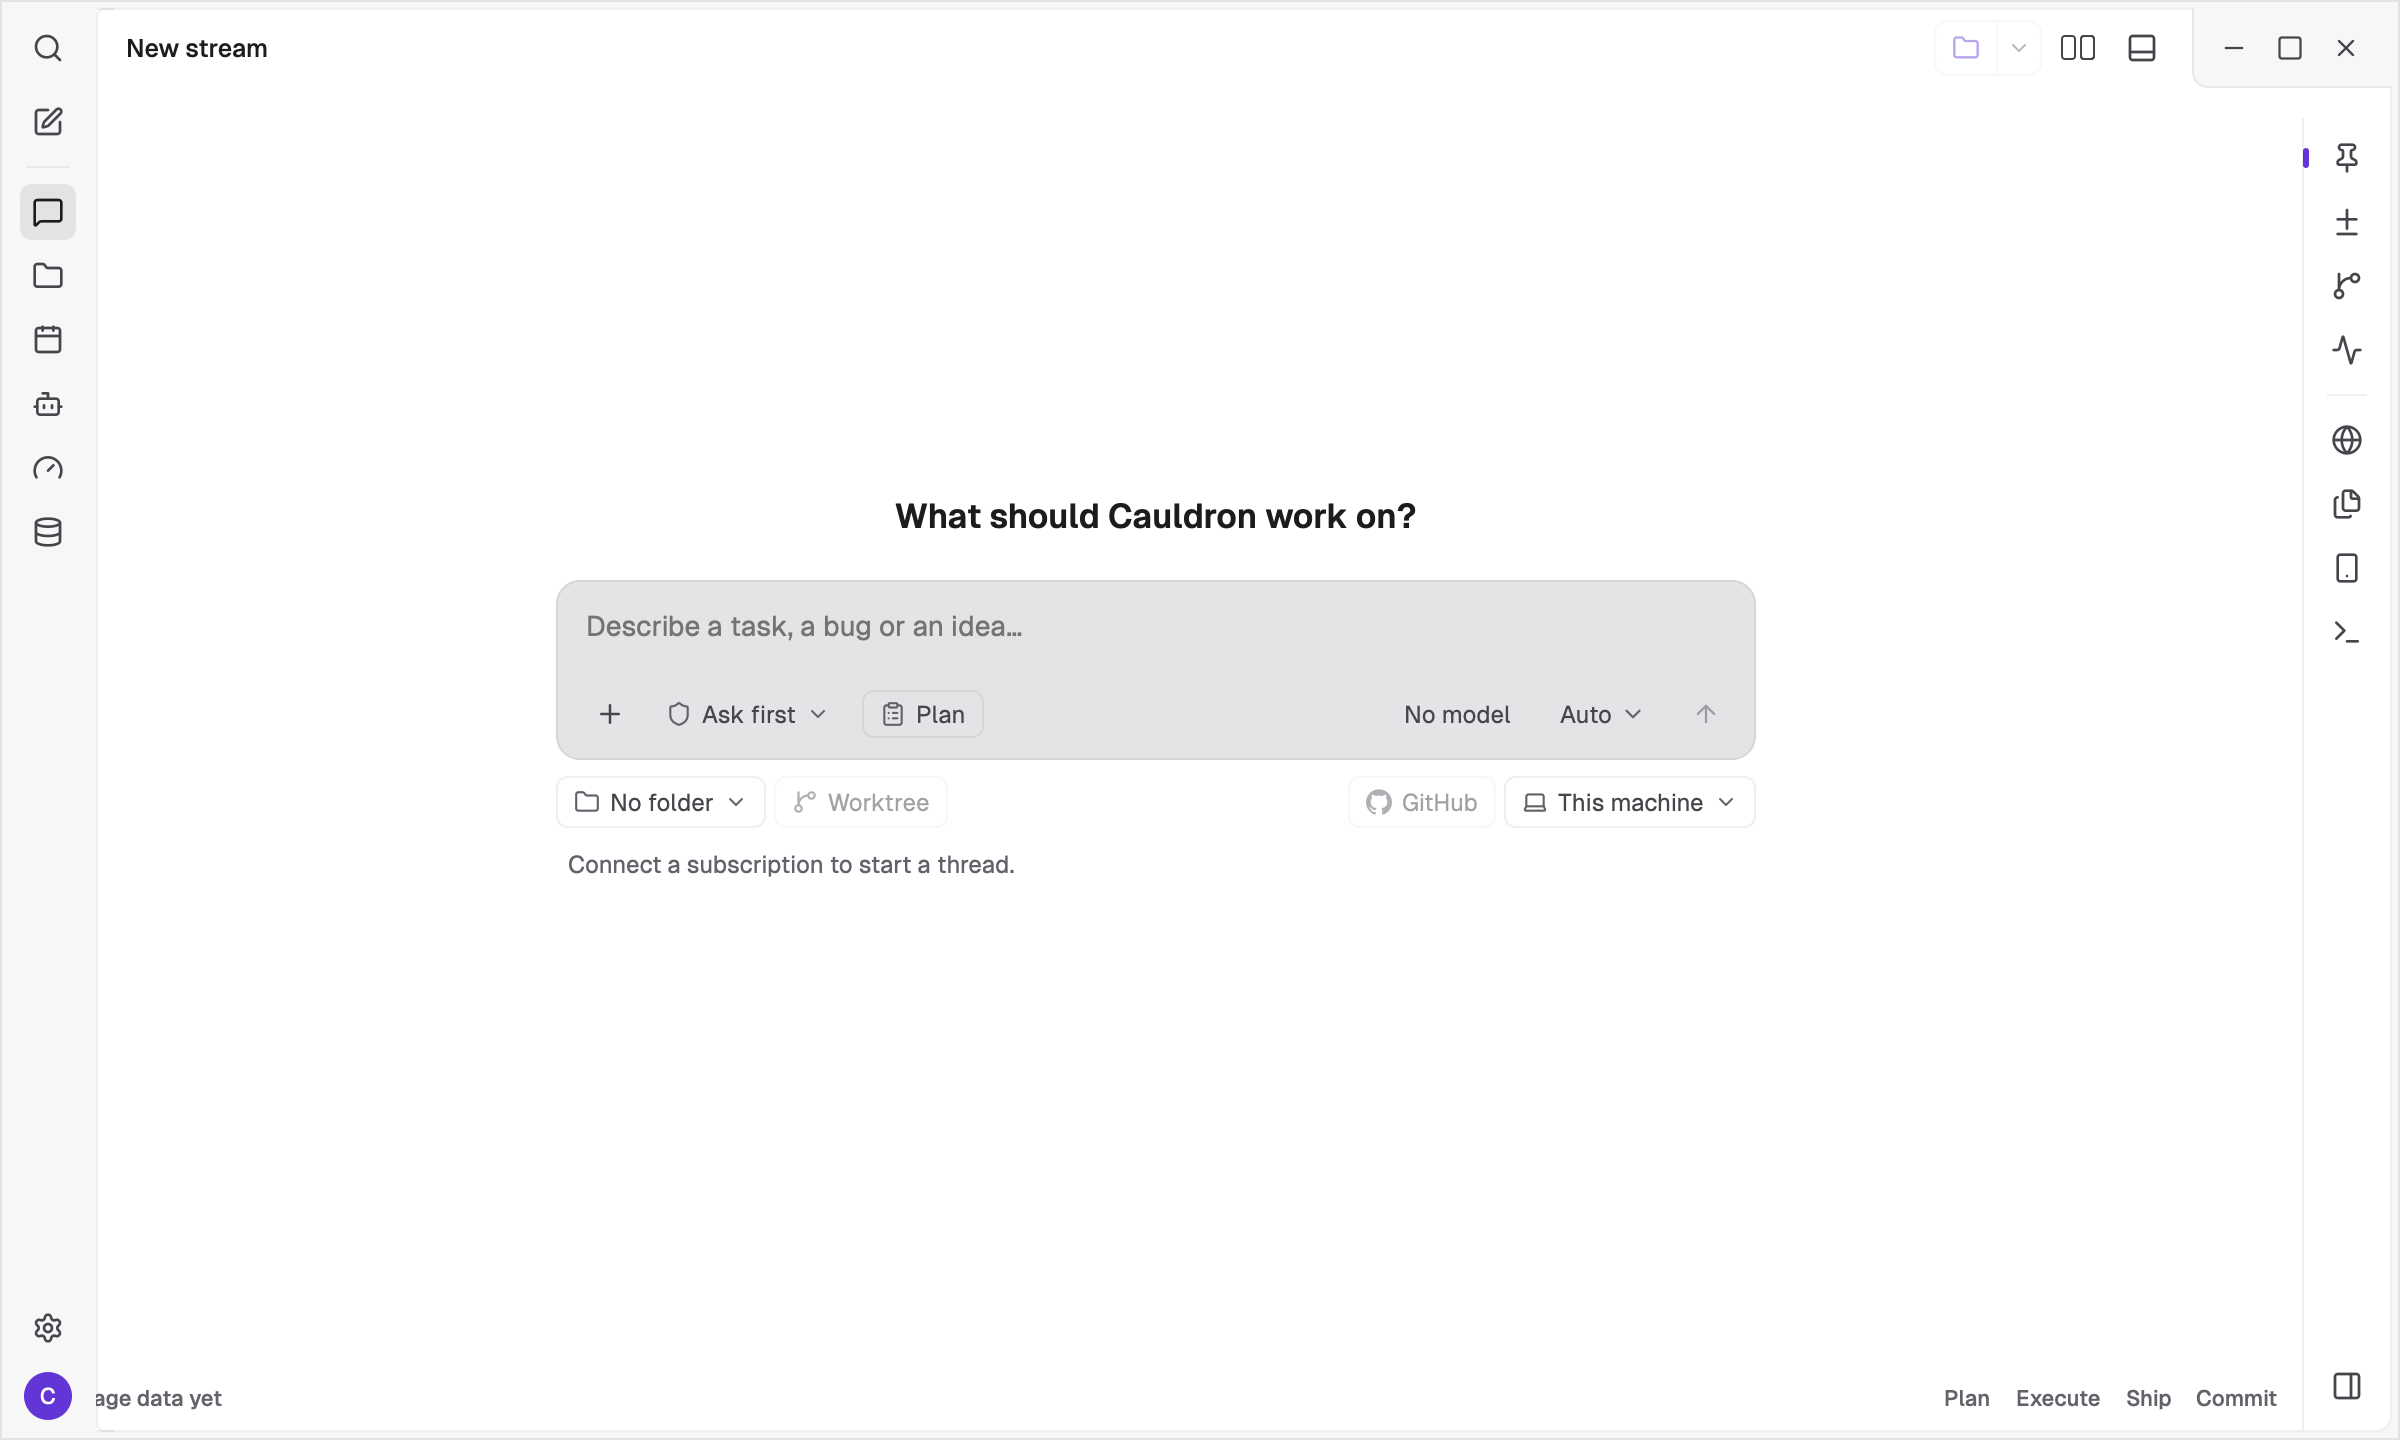 New stream
What should Cauldron work on?
Describe a task, a bug or an idea...
Ask first
Plan
No model
Auto
No folder
Worktree
GitHub
This machine
Connect a subscription to start a thread.
C
age data yet
Plan
Execute
Ship
Commit